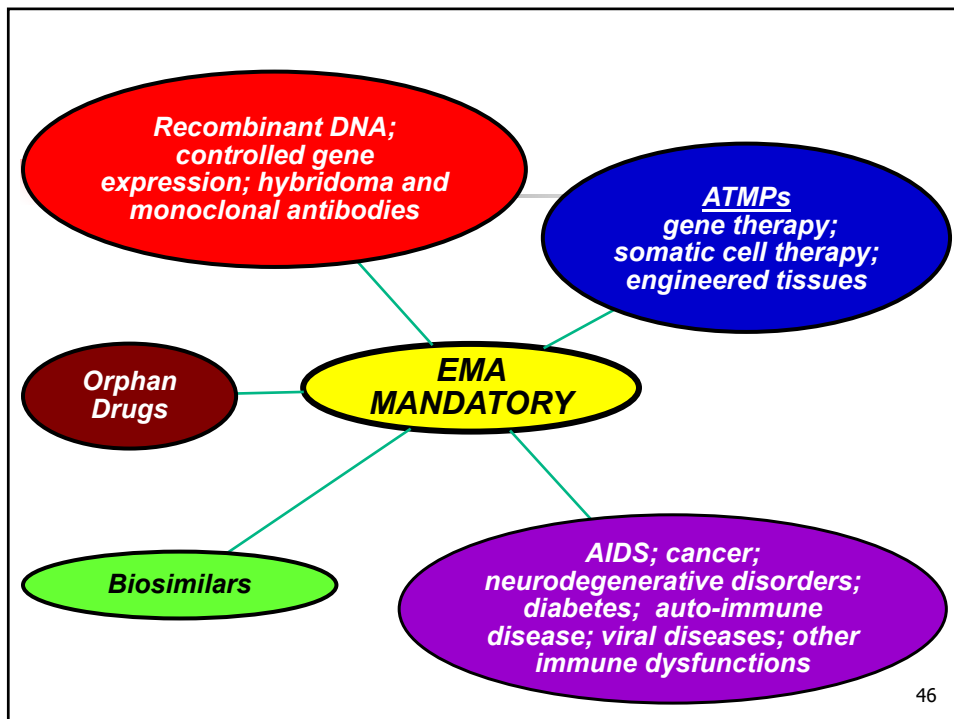 Recombinant DNA;
controlled gene
expression; hybridoma and
monoclonal antibodies
ATMPs
gene therapy;
somatic cell therapy;
engineered tissues
EMA
MANDATORY
Orphan
Drugs
Biosimilars
AIDS; cancer;
neurodegenerative disorders;
diabetes; auto-immune
disease; viral diseases; other
immune dysfunctions
46